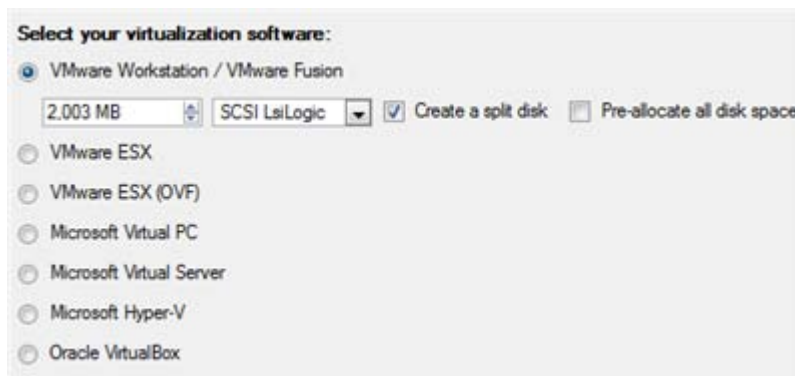 Select your virtualization software:
VMware Workstation / VMware Fusion
2,003 MB SCSI LsiLogic Create a split disk Pre-allocate all disk space
VMware ESX
VMware ESX (OVF)
Microsoft Virtual PC
Microsoft Virtual Server
Microsoft Hyper-V
Oracle VirtualBox